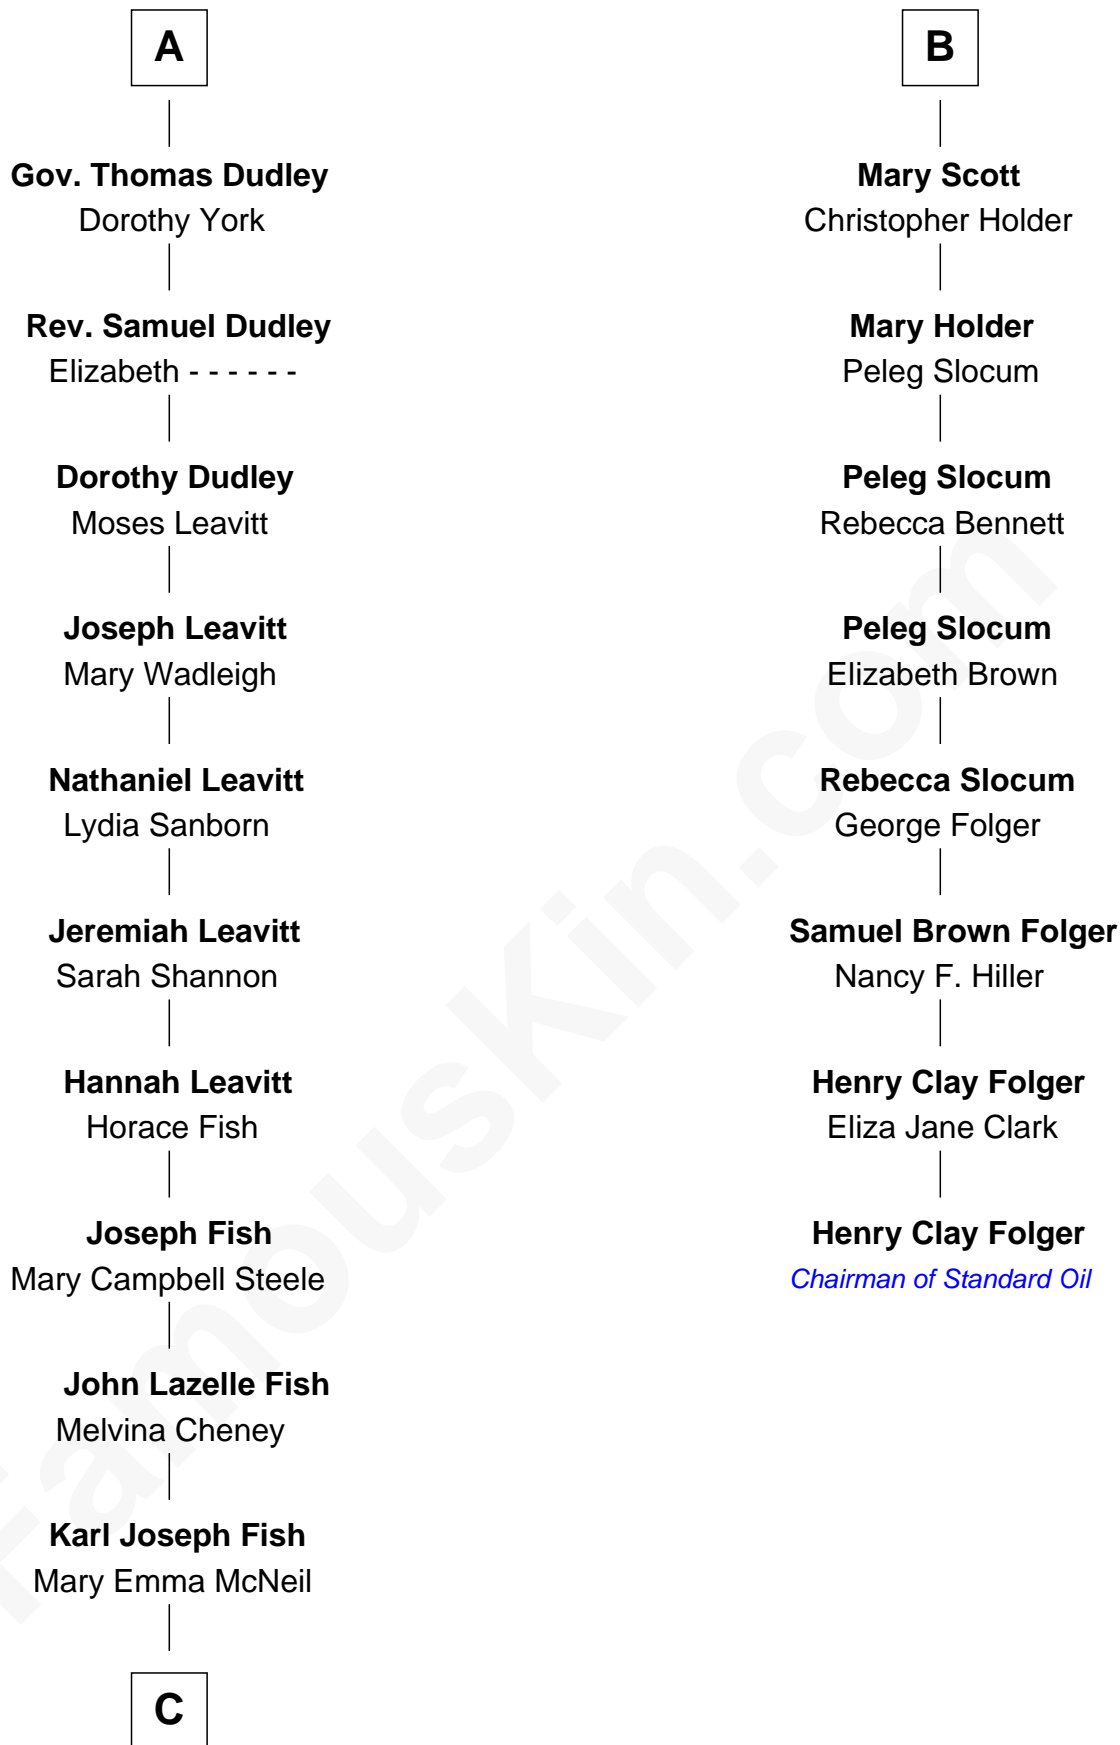 A
Gov. Thomas Dudley
Dorothy York
Rev. Samuel Dudley
Elizabeth - - - - - -
Dorothy Dudley
Moses Leavitt
Joseph Leavitt
Mary Wadleigh
Nathaniel Leavitt
Lydia Sanborn
Jeremiah Leavitt
Sarah Shannon
Hannah Leavitt
Horace Fish
Joseph Fish
Mary Campbell Steele
John Lazelle Fish
Melvina Cheney
Karl Joseph Fish
Mary Emma McNeil
C
B
Mary Scott
Christopher Holder
Mary Holder
Peleg Slocum
Peleg Slocum
Rebecca Bennett
Peleg Slocum
Elizabeth Brown
Rebecca Slocum
George Folger
Samuel Brown Folger
Nancy F. Hiller
Henry Clay Folger
Eliza Jane Clark
Henry Clay Folger
Chairman of Standard Oil
FamousKin.com